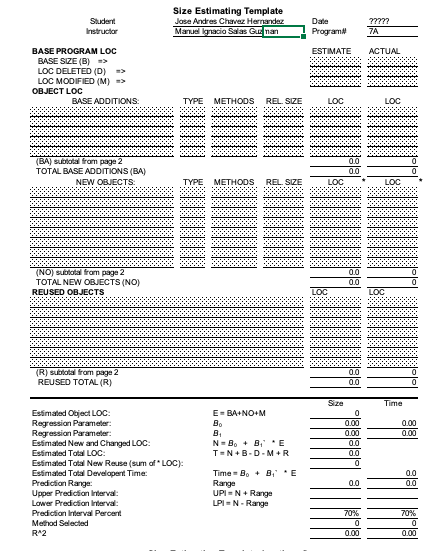 Size Estimating Template
Student Jose Andres Chavez Hernandez Date ?????
Instructor Manuel Ignacio Salas Guzman Program# 7A
BASE PROGRAM LOC ESTIMATE ACTUAL
BASE SIZE (B) =>
LOC DELETED (D) =>
LOC MODIFIED (M) =>
OBJECT LOC
BASE ADDITIONS: TYPE METHODS REL. SIZE LOC LOC
(BA) subtotal from page 2 0.0 0
TOTAL BASE ADDITIONS (BA) 0.0 0
NEW OBJECTS: TYPE METHODS REL. SIZE LOC * LOC *
(NO) subtotal from page 2 0.0 0
TOTAL NEW OBJECTS (NO) 0.0 0
REUSED OBJECTS LOC LOC
(R) subtotal from page 2 0.0 0
REUSED TOTAL (R) 0.0 0
Size Time
Estimated Object LOC: E = BA+NO+M 0
Regression Parameter: B₀ 0.00 0.00
Regression Parameter: B₁ 0.00 0.00
Estimated New and Changed LOC: N = B₀ + B₁` * E 0.0
Estimated Total LOC: T = N + B - D - M + R 0.0
Estimated Total New Reuse (sum of * LOC): 0
Estimated Total Developent Time: Time = B₀ + B₁` * E 0.0
Prediction Range: Range 0.0 0.0
Upper Prediction Interval: UPI = N + Range
Lower Prediction Interval: LPI = N - Range
Prediction Interval Percent 70% 70%
Method Selected 0 0
R^2 0.00 0.00